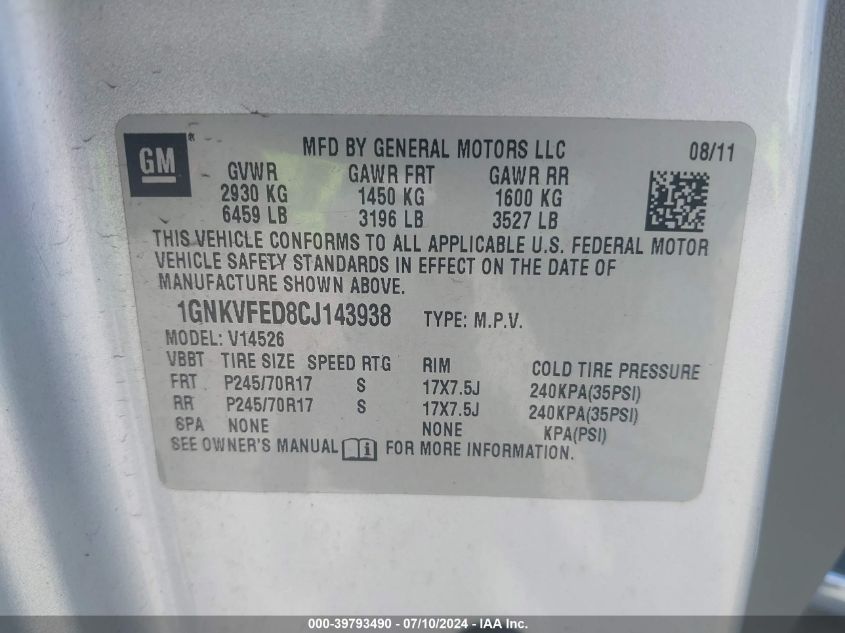 GM
MFD BY GENERAL MOTORS LLC 08/11
GVWR GAWR FRT GAWR RR
2930 KG 1450 KG 1600 KG
6459 LB 3196 LB 3527 LB
THIS VEHICLE CONFORMS TO ALL APPLICABLE U.S. FEDERAL MOTOR
VEHICLE SAFETY STANDARDS IN EFFECT ON THE DATE OF
MANUFACTURE SHOWN ABOVE.
1GNKVFED8CJ143938 TYPE: M.P.V.
MODEL: V14526
VBBT TIRE SIZE SPEED RTG RIM COLD TIRE PRESSURE
FRT P245/70R17 S 17X7.5J 240KPA(35PSI)
RR P245/70R17 S 17X7.5J 240KPA(35PSI)
SPA NONE NONE KPA(PSI)
SEE OWNER'S MANUAL i FOR MORE INFORMATION.
000-39793490 - 07/10/2024 - IAA Inc.